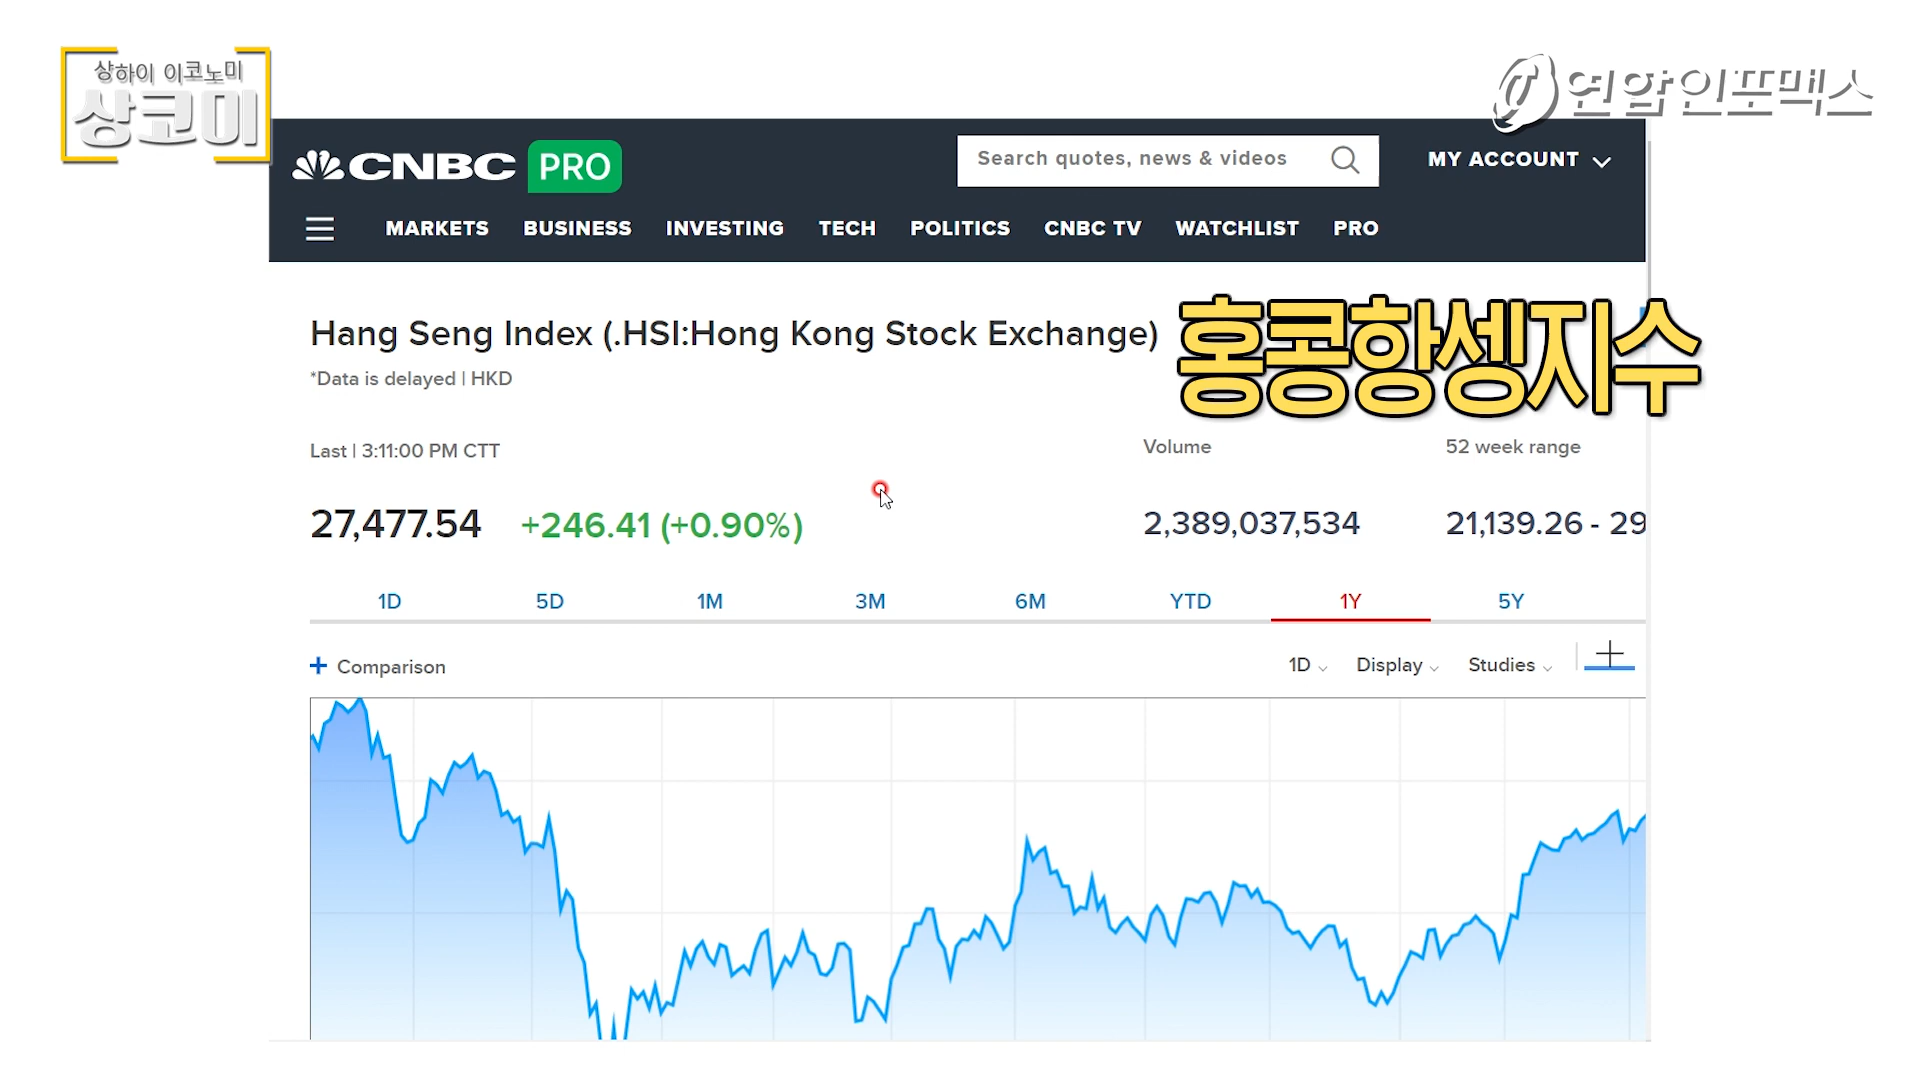 상하이 이코노미
상코미
연합인포맥스
CNBC PRO
Search quotes, news & videos
MY ACCOUNT
MARKETS BUSINESS INVESTING TECH POLITICS CNBC TV WATCHLIST PRO
Hang Seng Index (.HSI:Hong Kong Stock Exchange)
홍콩항셍지수
*Data is delayed | HKD
Last | 3:11:00 PM CTT
Volume
52 week range
27,477.54 +246.41 (+0.90%)
2,389,037,534
21,139.26 - 29
1D 5D 1M 3M 6M YTD 1Y 5Y
+ Comparison
1D Display Studies